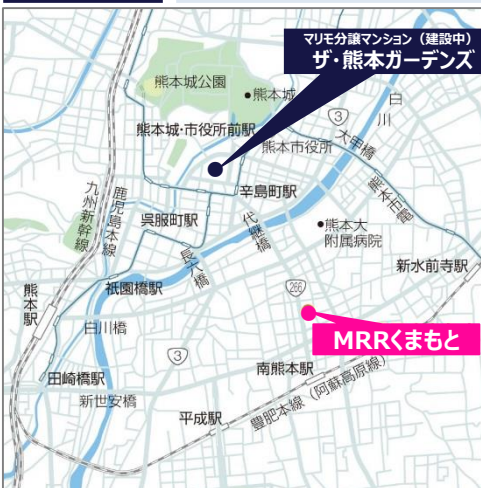 マリモ分譲マンション（建設中）
ザ・熊本ガーデンズ
熊本城公園
熊本城
白川
3
熊本城・市役所前駅
大甲橋
熊本市役所
熊本市電
辛島町駅
九州新幹線
鹿児島本線
呉服町駅
代継橋
熊本大
附属病院
長六橋
新水前寺駅
祇園橋駅
266
熊本駅
白川橋
MRRくまもと
3
南熊本駅
田崎橋駅
豊肥本線（阿蘇高原線）
新世安橋
平成駅